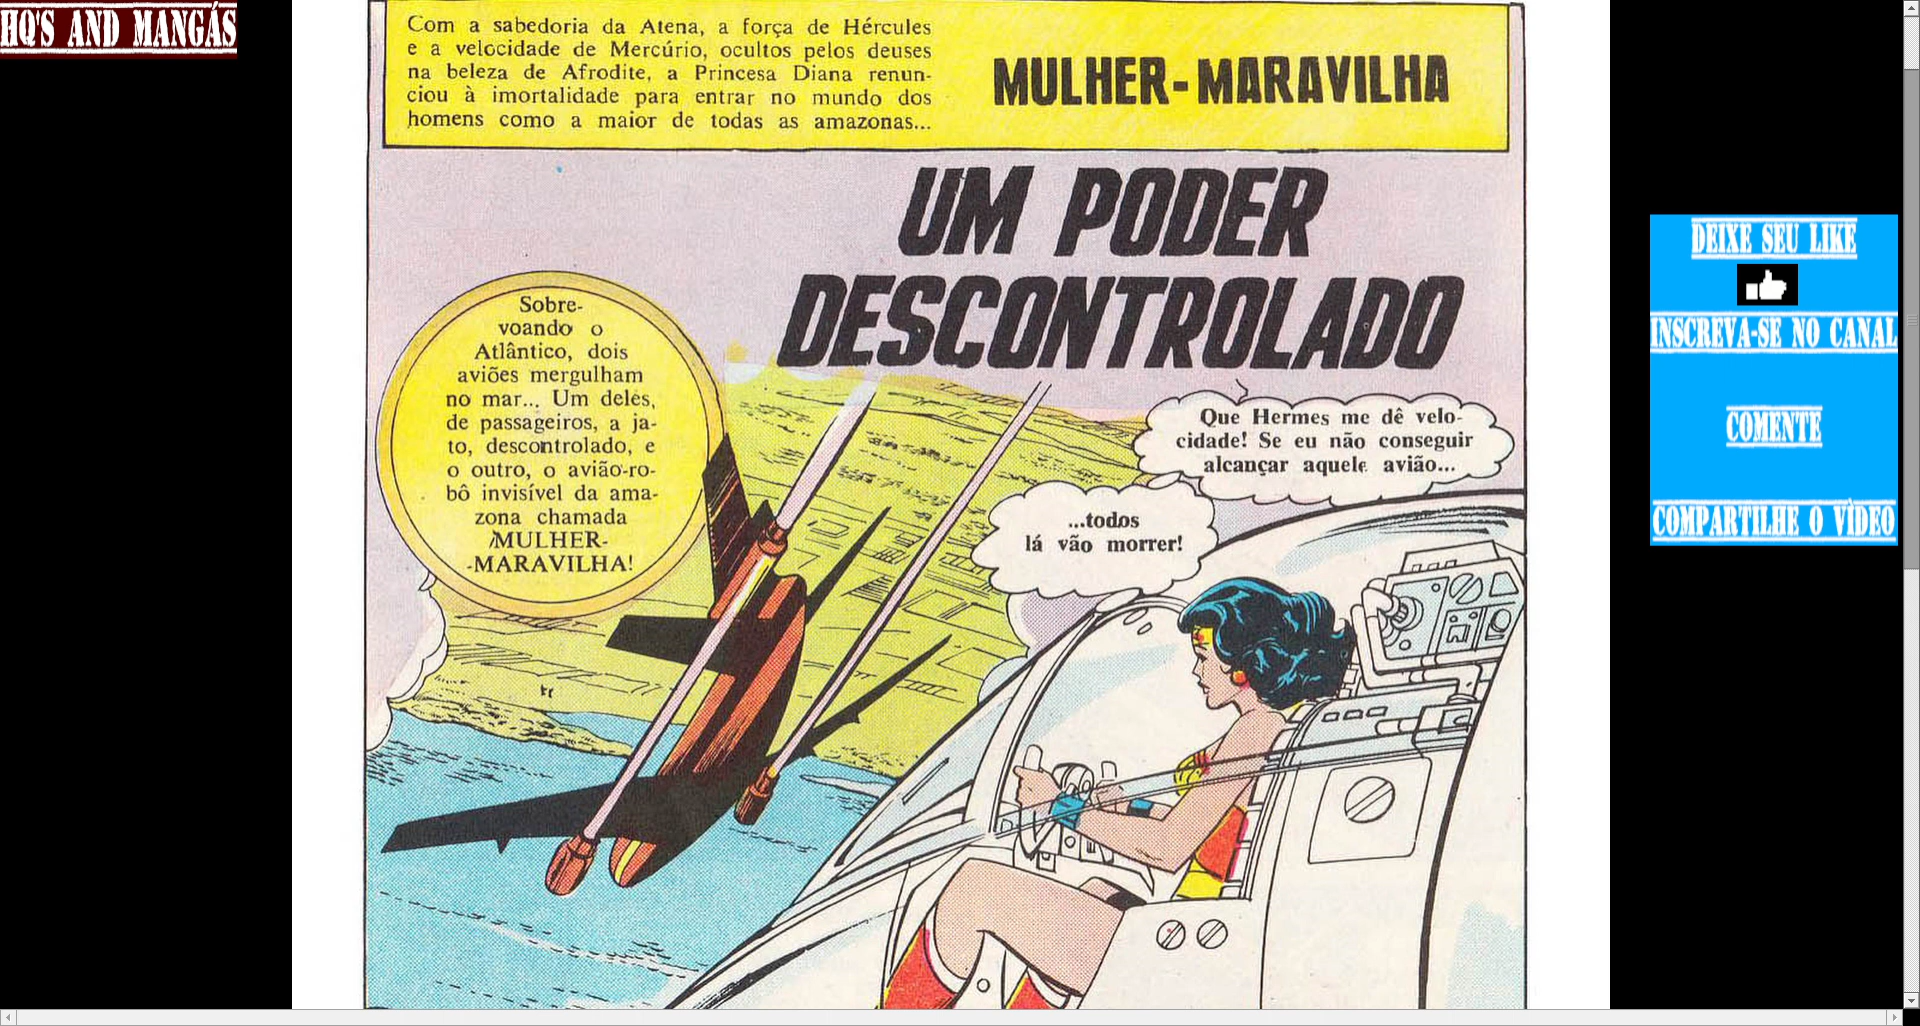 HQ'S AND MANGÁS
Com a sabedoria da Atena, a força de Hércules
e a velocidade de Mercúrio, ocultos pelos deuses
na beleza de Afrodite, a Princesa Diana renun-
ciou à imortalidade para entrar no mundo dos
homens como a maior de todas as amazonas...
MULHER-MARAVILHA
UM PODER
DESCONTROLADO
Sobre-
voando o
Atlântico, dois
aviões mergulham
no mar... Um deles,
de passageiros, a ja-
to, descontrolado, e
o outro, o avião-ro-
bô invisível da ama-
zona chamada
MULHER-
-MARAVILHA!
Que Hermes me dê velo-
cidade! Se eu não conseguir
alcançar aquele avião...
...todos
lá vão morrer!
DEIXE SEU LIKE
INSCREVA-SE NO CANAL
COMENTE
COMPARTILHE O VÌDEO